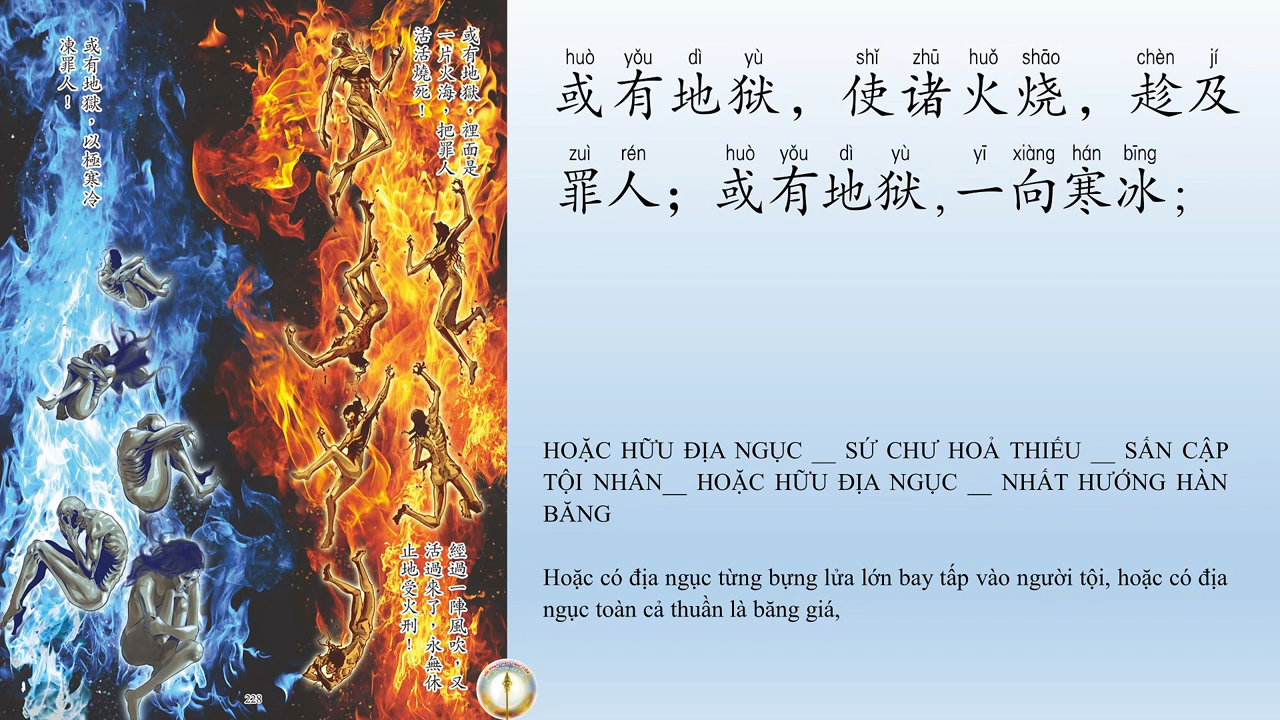 或有地獄，裡面是
一片火海，把罪人
活活燒死！
或有地獄，以極寒冷
凍罪人！
經過一陣風吹，又
活過來了，永無休
止地受火刑！
228
huò yǒu dì yù shǐ zhū huǒ shāo chèn jí
或有地狱，使诸火烧，趁及
zuì rén huò yǒu dì yù yī xiàng hán bīng
罪人；或有地狱,一向寒冰;
HOẶC HỮU ĐỊA NGỤC __ SỨ CHƯ HOẢ THIẾU __ SẤN CẬP
TỘI NHÂN__ HOẶC HỮU ĐỊA NGỤC __ NHẤT HƯỚNG HÀN
BĂNG
Hoặc có địa ngục từng bựng lửa lớn bay tấp vào người tội, hoặc có địa
ngục toàn cả thuần là băng giá,